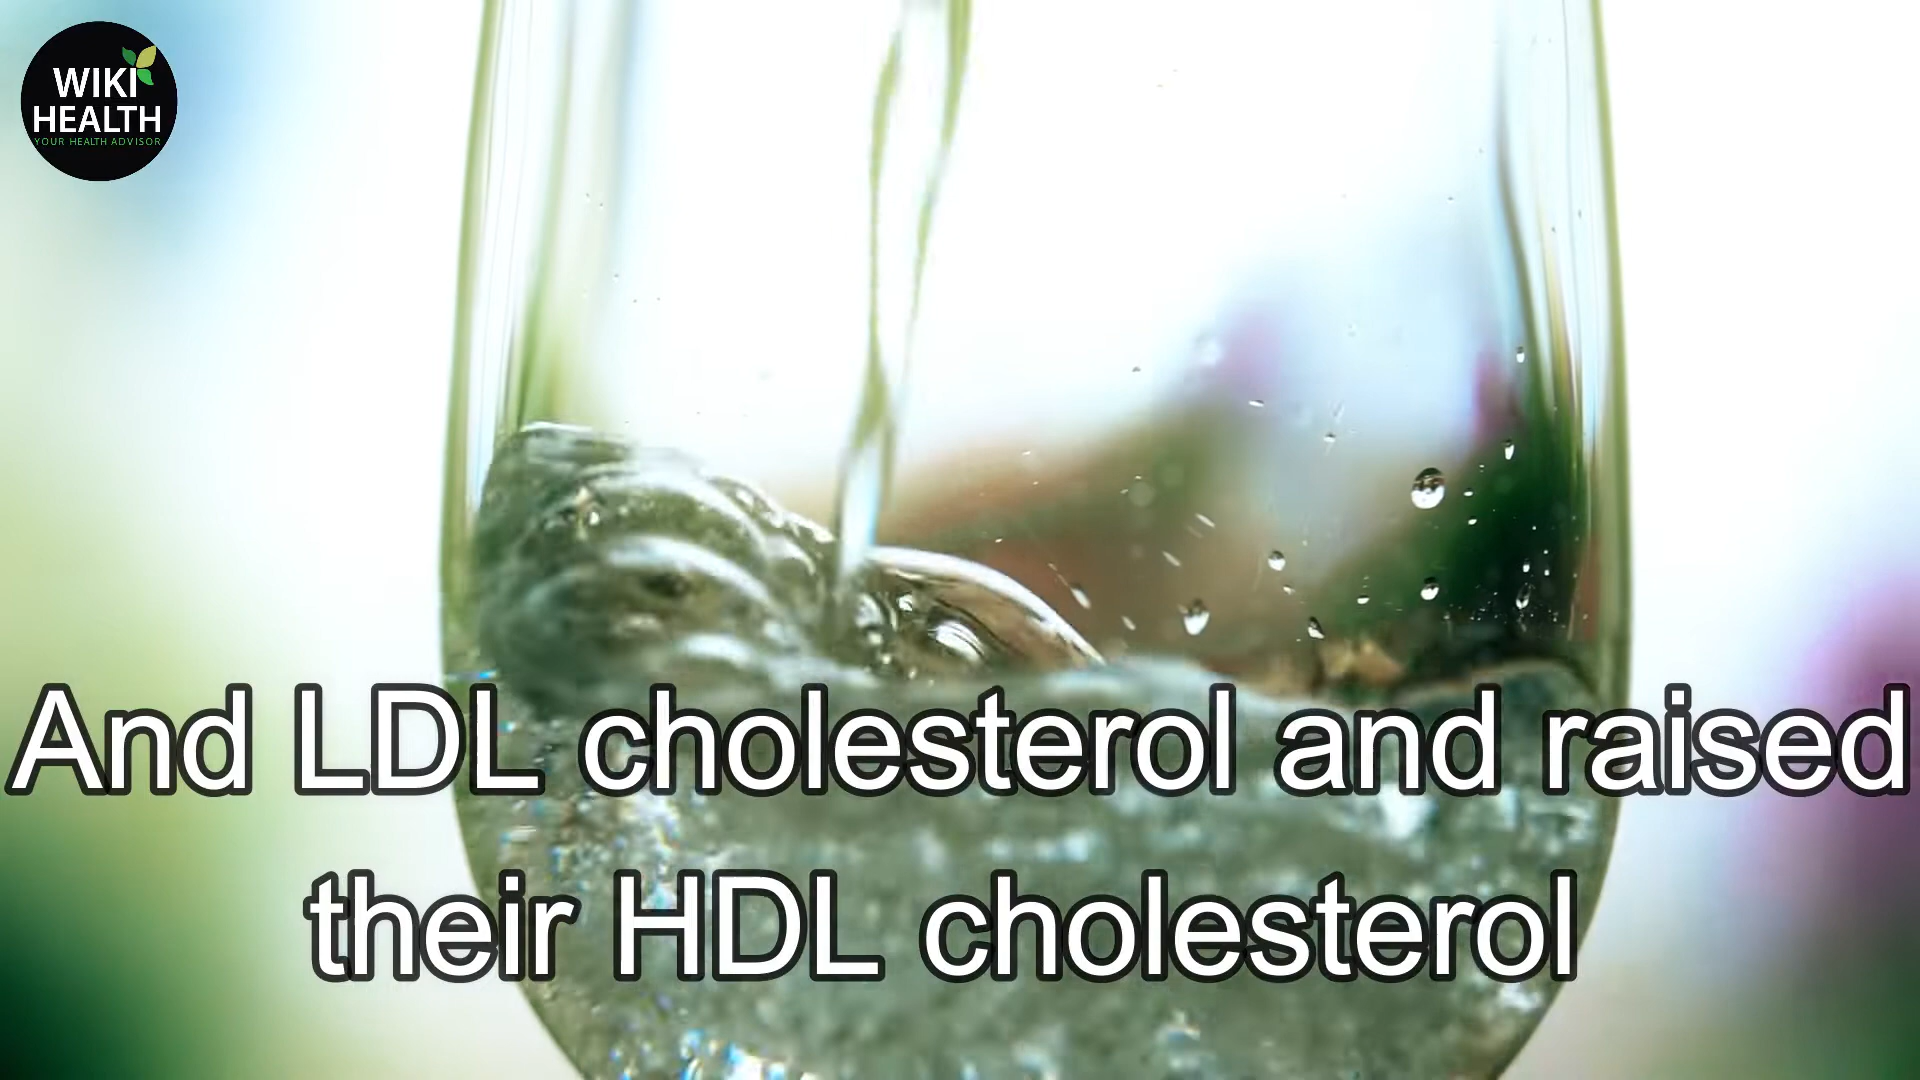 WIKI
HEALTH
YOUR HEALTH ADVISOR
And LDL cholesterol and raised
their HDL cholesterol